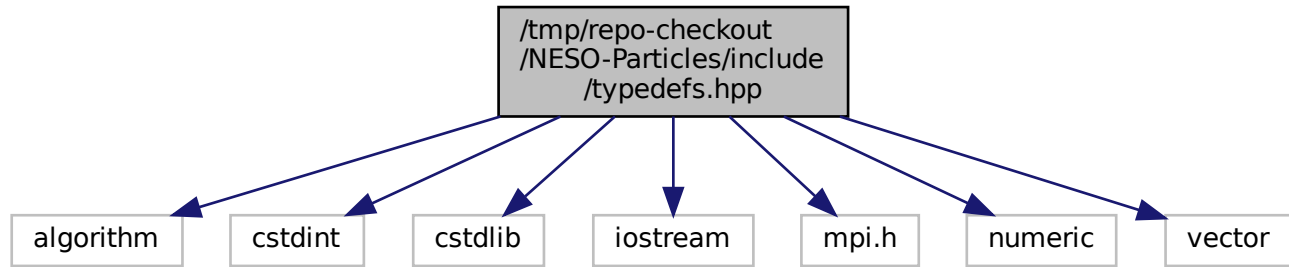 /tmp/repo-checkout
/NESO-Particles/include
/typedefs.hpp
algorithm
cstdint
cstdlib
iostream
mpi.h
numeric
vector